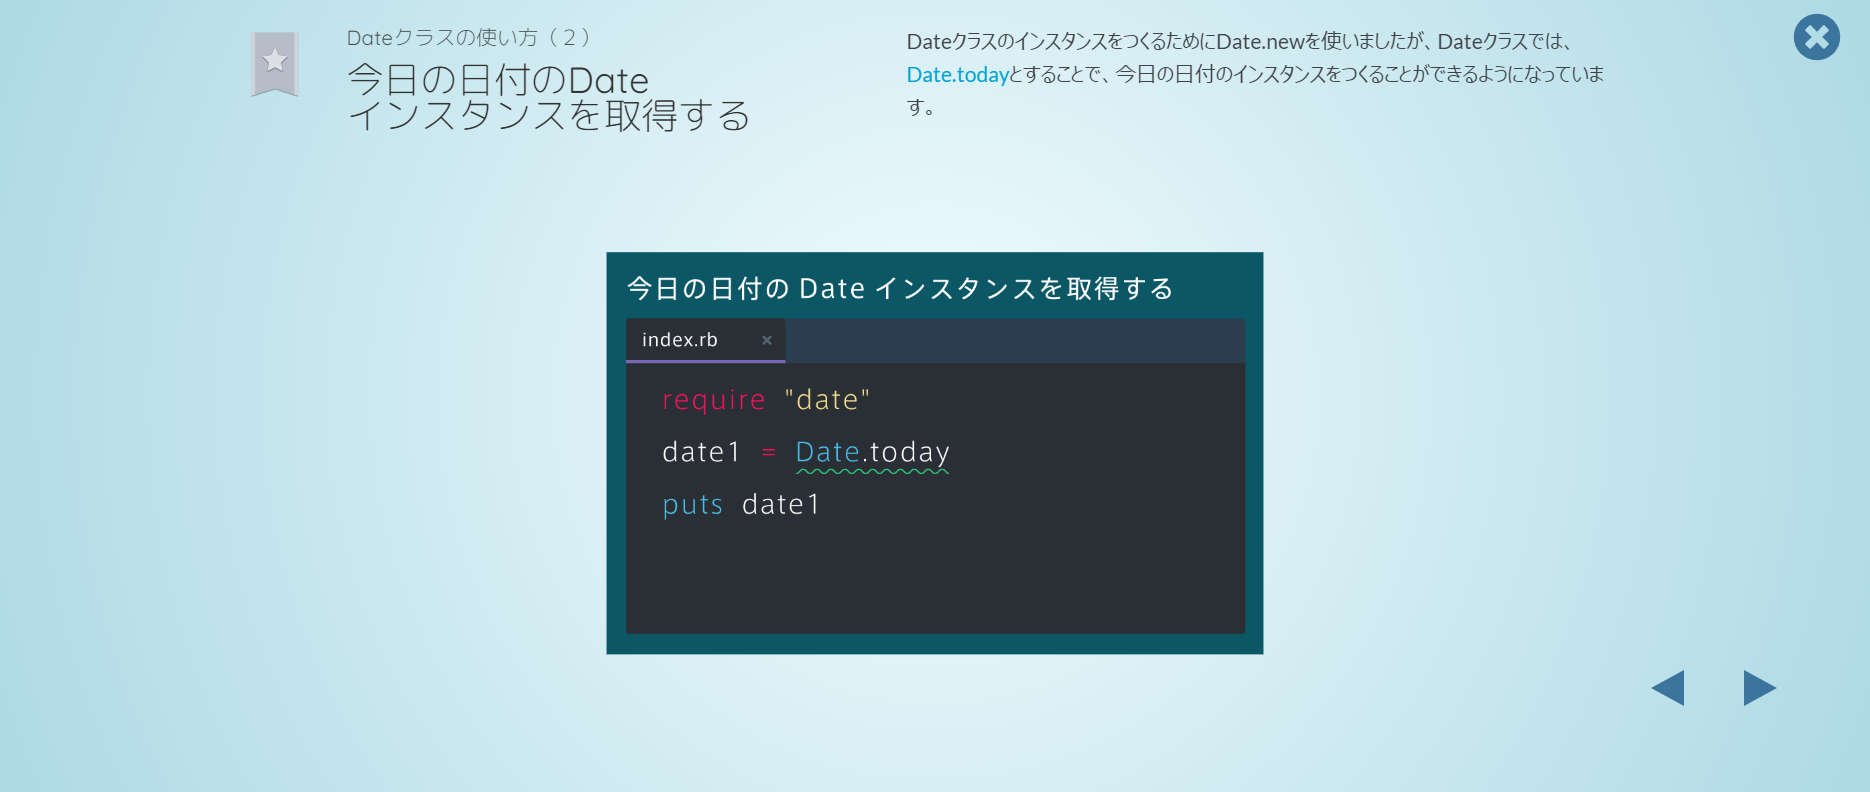 Dateクラスの使い方（２）
今日の日付のDate
インスタンスを取得する
DateクラスのインスタンスをつくるためにDate.newを使いましたが、Dateクラスでは、
Date.todayとすることで、今日の日付のインスタンスをつくることができるようになっていま
す。
今日の日付の Date インスタンスを取得する
index.rb ×
require "date"
date1 = Date.today
puts date1